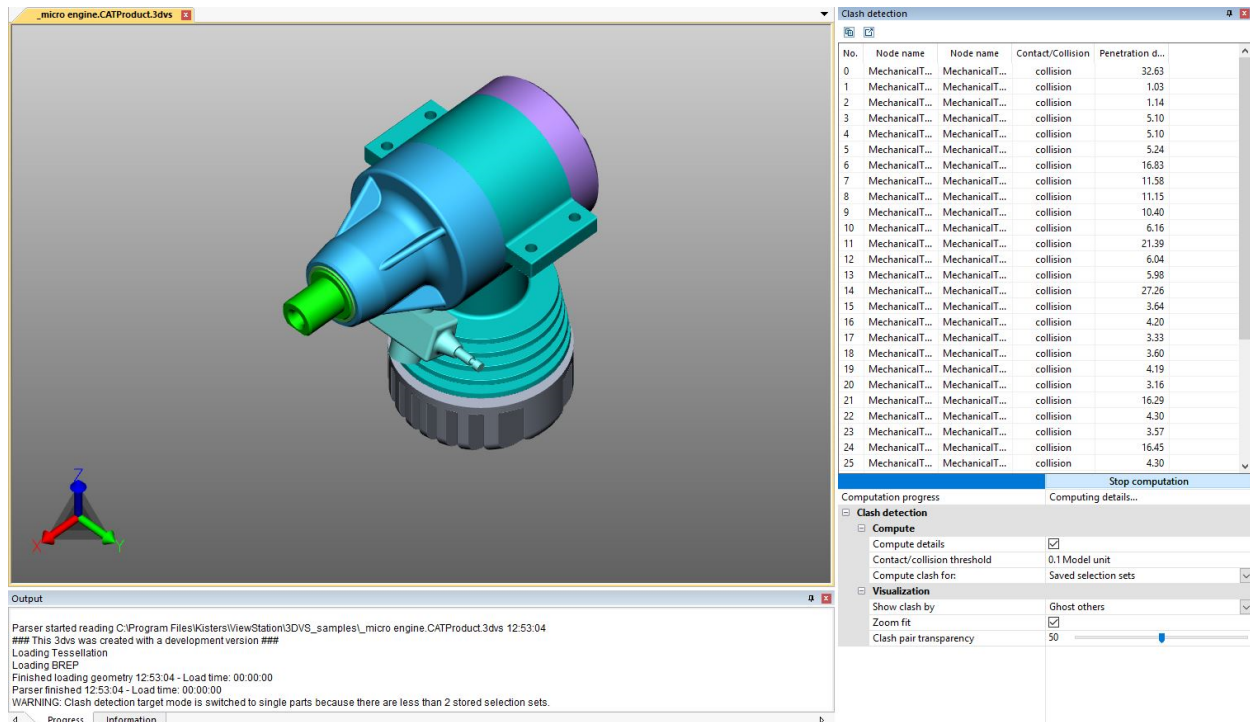 _micro engine.CATProduct.3dvs
Z
X
Y
Output
Parser started reading C:\Program Files\Kisters\ViewStation\3DVS_samples\_micro engine.CATProduct.3dvs 12:53:04
### This 3dvs was created with a development version ###
Loading Tessellation
Loading BREP
Finished loading geometry 12:53:04 - Load time: 00:00:00
Parser finished 12:53:04 - Load time: 00:00:00
WARNING: Clash detection target mode is switched to single parts because there are less than 2 stored selection sets.
Progress Information
Clash detection
No. Node name Node name Contact/Collision Penetration d...
0 MechanicalT... MechanicalT... collision 32.63
1 MechanicalT... MechanicalT... collision 1.03
2 MechanicalT... MechanicalT... collision 1.14
3 MechanicalT... MechanicalT... collision 5.10
4 MechanicalT... MechanicalT... collision 5.10
5 MechanicalT... MechanicalT... collision 5.24
6 MechanicalT... MechanicalT... collision 16.83
7 MechanicalT... MechanicalT... collision 11.58
8 MechanicalT... MechanicalT... collision 11.15
9 MechanicalT... MechanicalT... collision 10.40
10 MechanicalT... MechanicalT... collision 6.16
11 MechanicalT... MechanicalT... collision 21.39
12 MechanicalT... MechanicalT... collision 6.04
13 MechanicalT... MechanicalT... collision 5.98
14 MechanicalT... MechanicalT... collision 27.26
15 MechanicalT... MechanicalT... collision 3.64
16 MechanicalT... MechanicalT... collision 4.20
17 MechanicalT... MechanicalT... collision 3.33
18 MechanicalT... MechanicalT... collision 3.60
19 MechanicalT... MechanicalT... collision 4.19
20 MechanicalT... MechanicalT... collision 3.16
21 MechanicalT... MechanicalT... collision 16.29
22 MechanicalT... MechanicalT... collision 4.30
23 MechanicalT... MechanicalT... collision 3.57
24 MechanicalT... MechanicalT... collision 16.45
25 MechanicalT... MechanicalT... collision 4.30
Stop computation
Computation progress Computing details...
Clash detection
Compute
Compute details
Contact/collision threshold 0.1 Model unit
Compute clash for: Saved selection sets
Visualization
Show clash by Ghost others
Zoom fit
Clash pair transparency 50